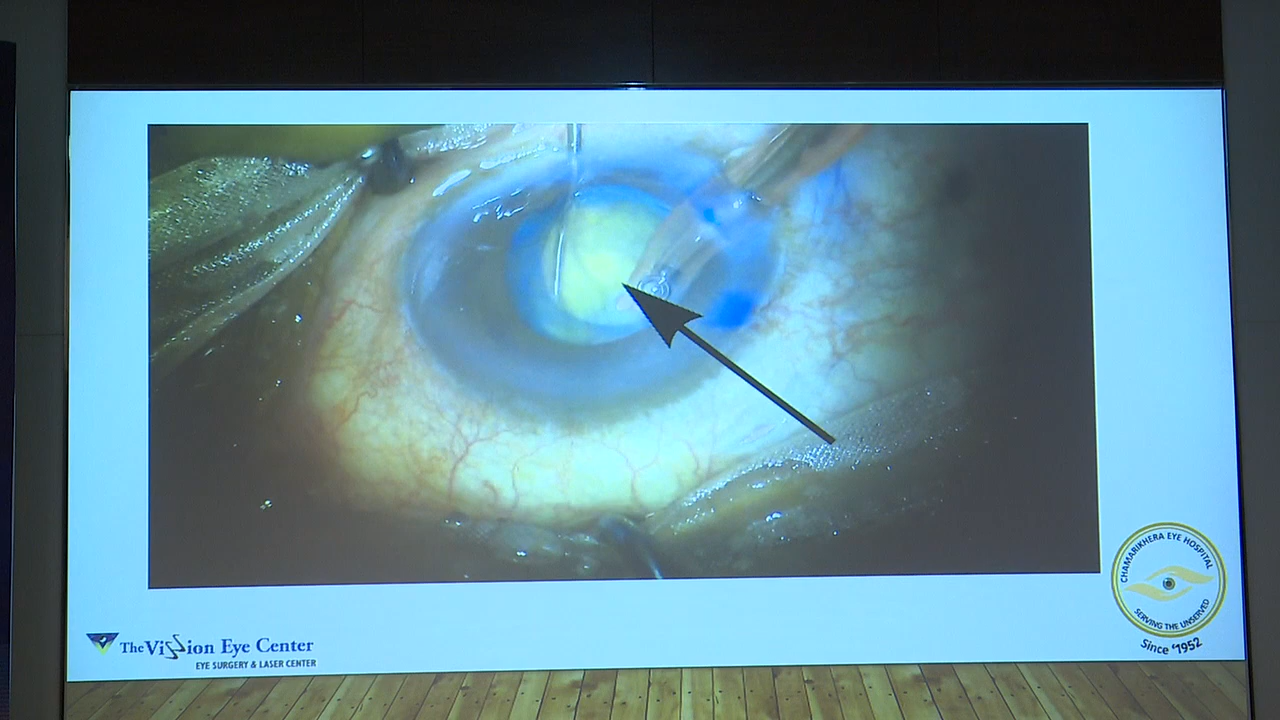 The Vission Eye Center
EYE SURGERY & LASER CENTER
CHAMARIKHERA EYE HOSPITAL
SERVING THE UNSERVED
Since '1952